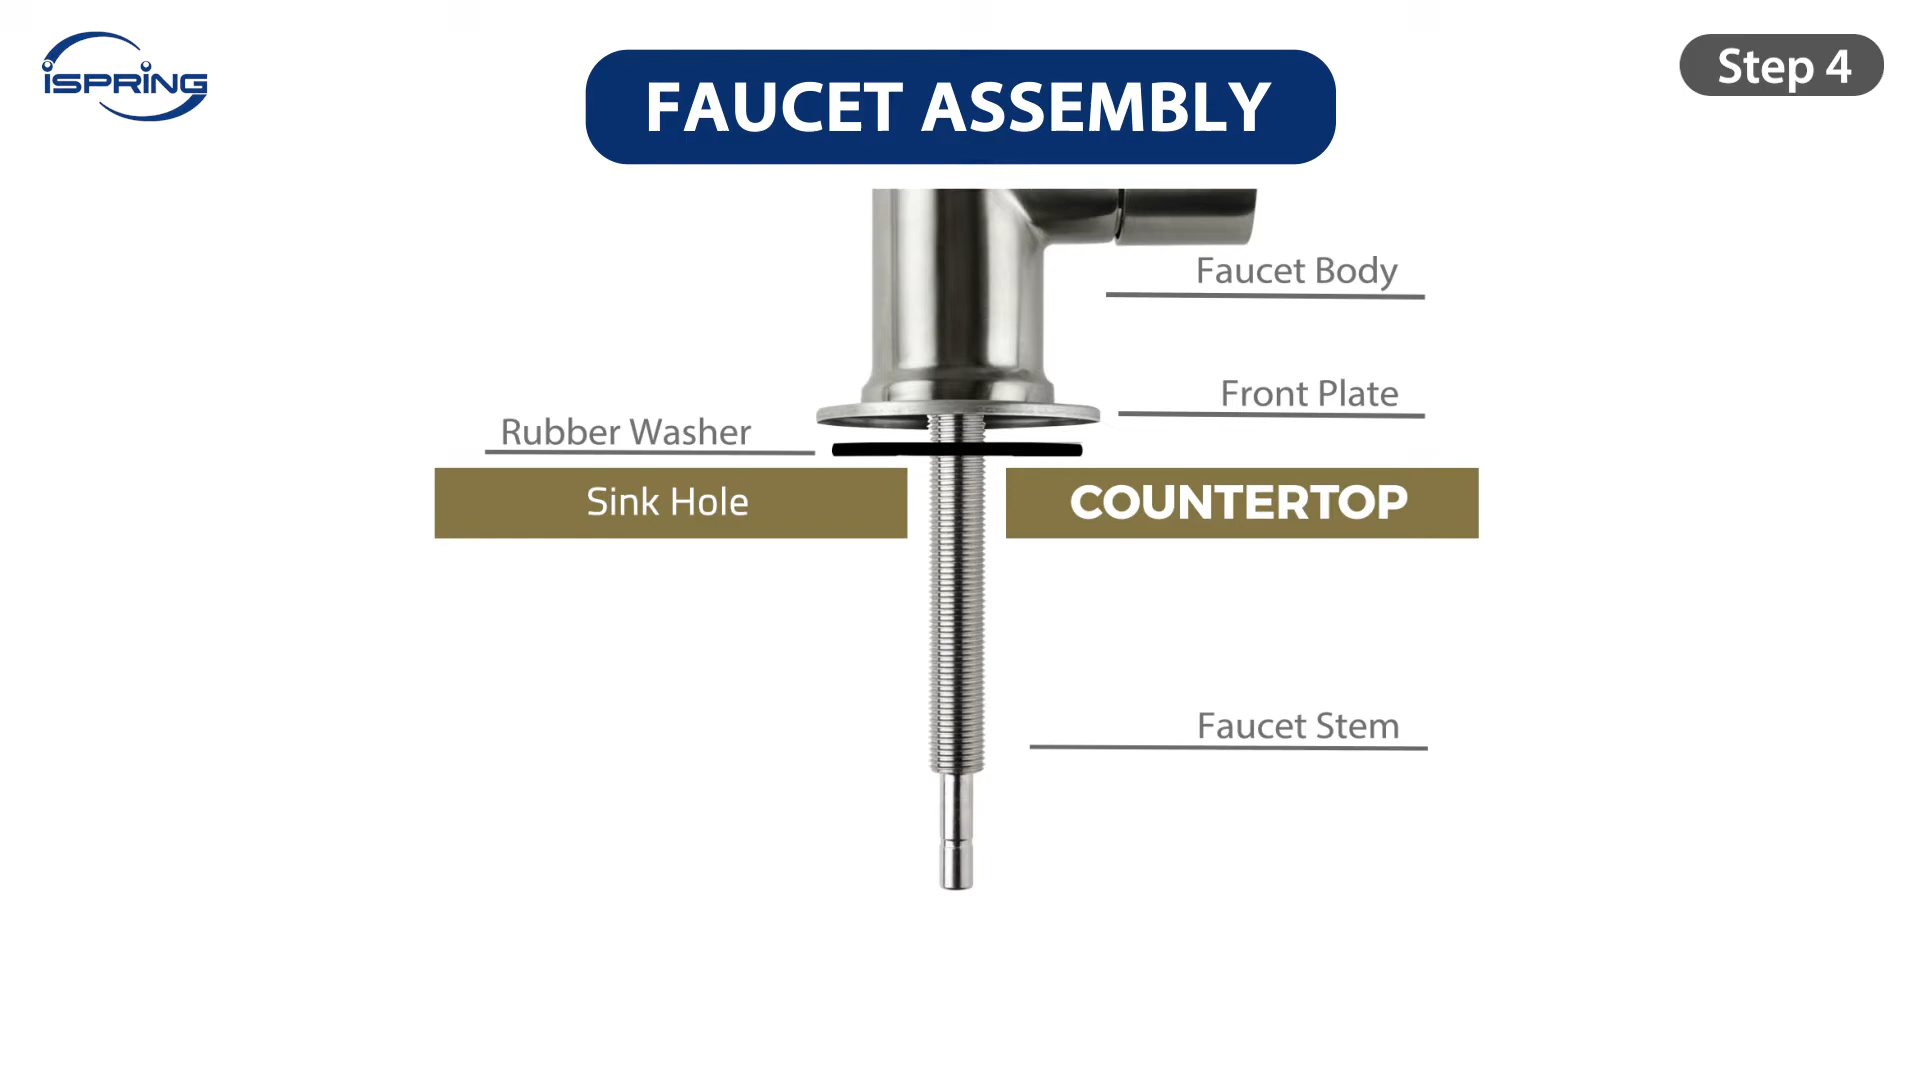 iSPRING
FAUCET ASSEMBLY
Step 4
Faucet Body
Front Plate
Rubber Washer
Sink Hole
COUNTERTOP
Faucet Stem